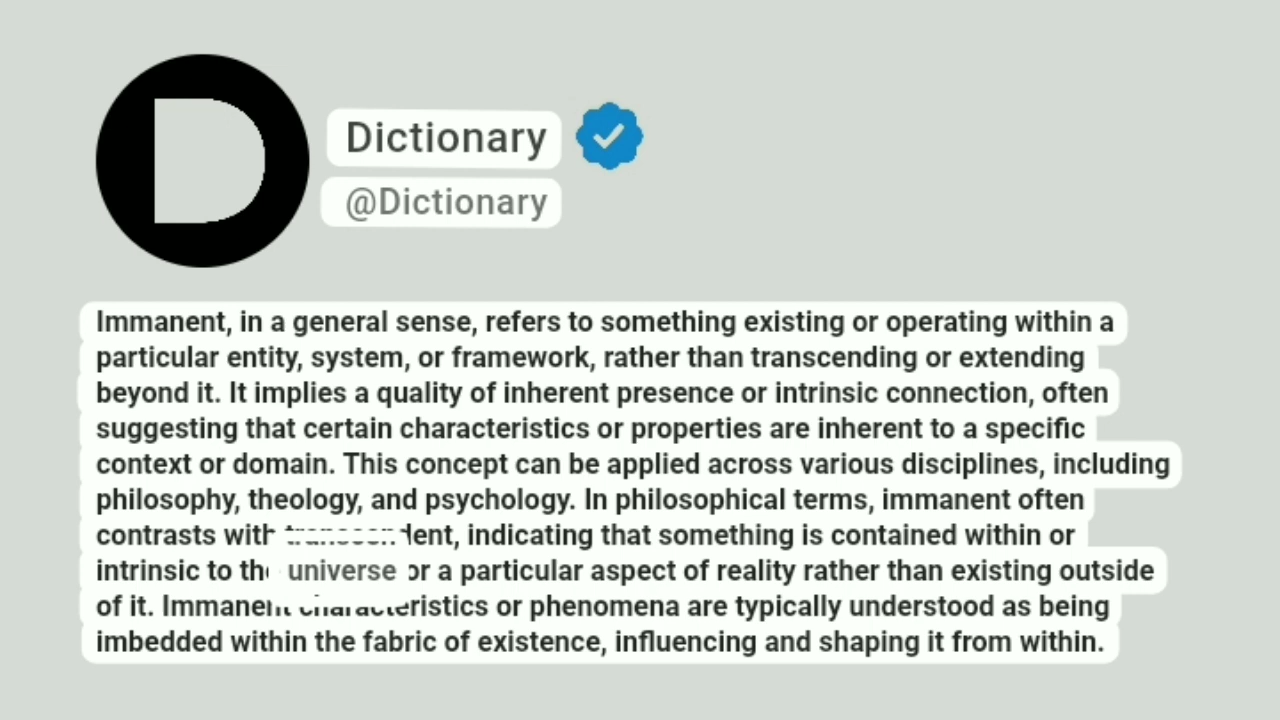 D
Dictionary
@Dictionary
Immanent, in a general sense, refers to something existing or operating within a
particular entity, system, or framework, rather than transcending or extending
beyond it. It implies a quality of inherent presence or intrinsic connection, often
suggesting that certain characteristics or properties are inherent to a specific
context or domain. This concept can be applied across various disciplines, including
philosophy, theology, and psychology. In philosophical terms, immanent often
contrasts with transcendent, indicating that something is contained within or
intrinsic to the universe or a particular aspect of reality rather than existing outside
of it. Immanent characteristics or phenomena are typically understood as being
imbedded within the fabric of existence, influencing and shaping it from within.